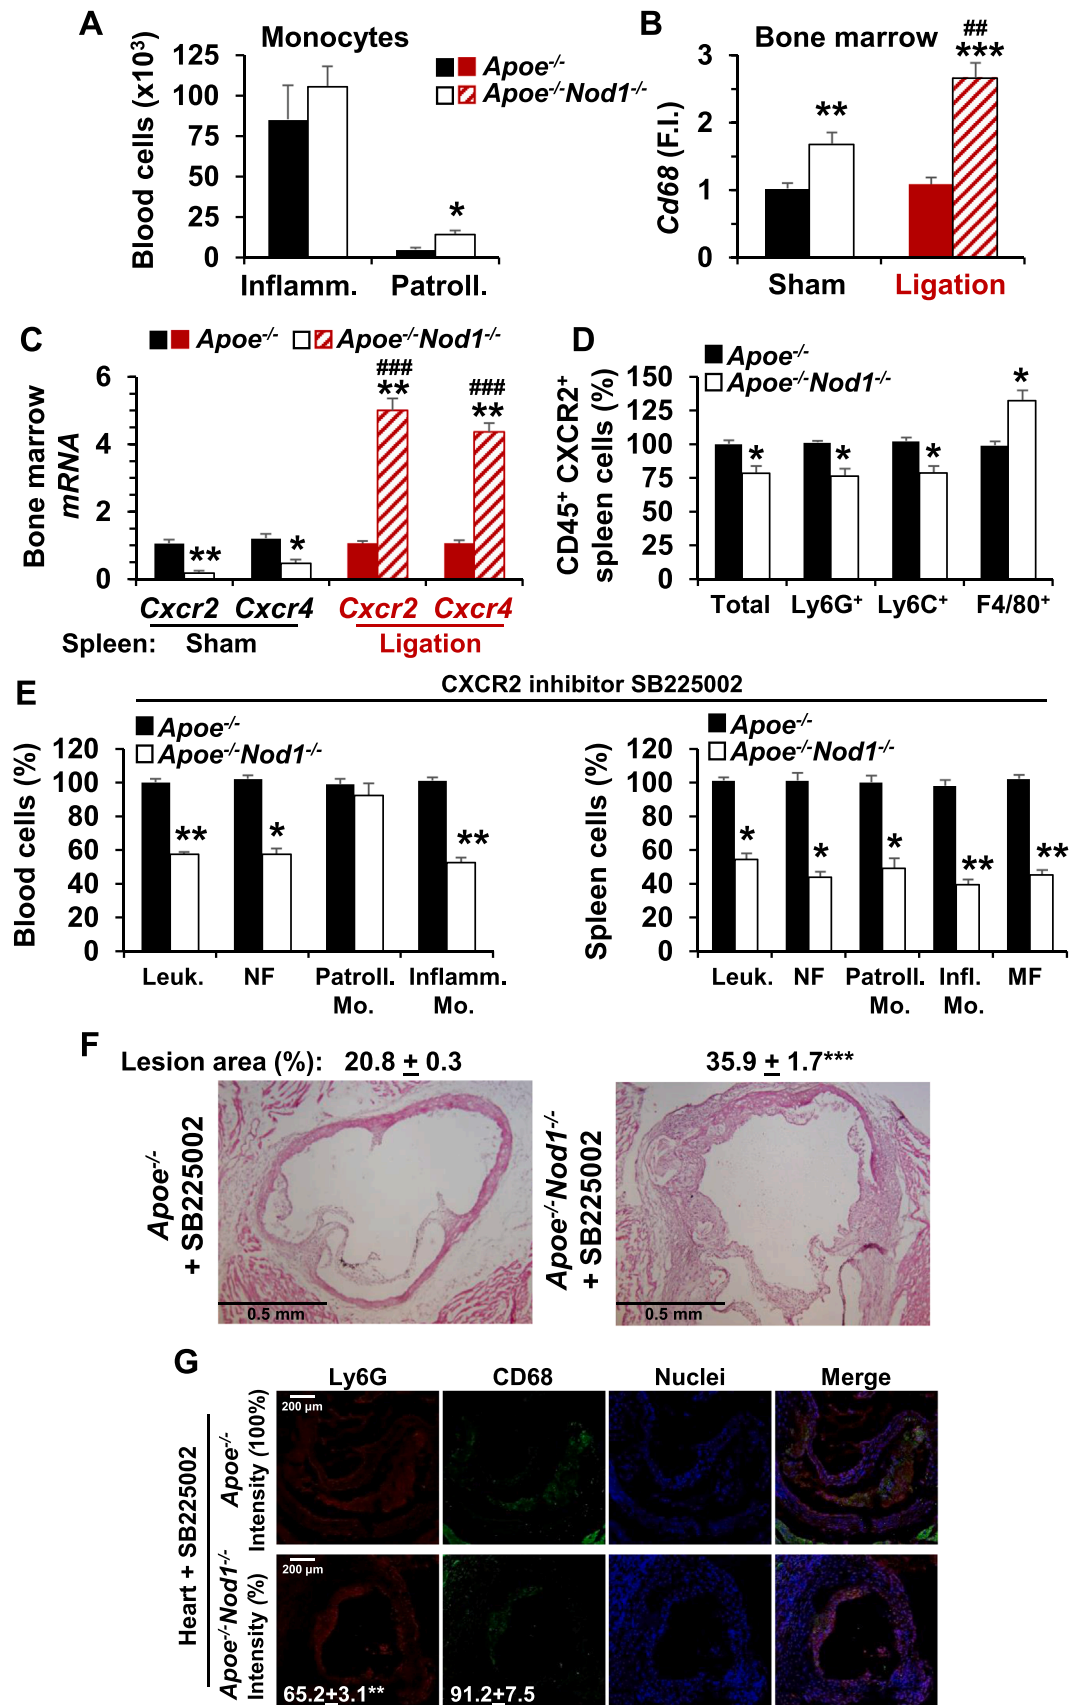 A
Monocytes
Blood cells (x10³)
125
100
75
50
25
0
*
Inflamm. Patroll.
Apoe-/-
Apoe-/-Nod1-/-
B
Bone marrow
Cd68 (F.I.)
3
2
1
0
**
##
***
Sham Ligation
C
Apoe-/- Apoe-/-Nod1-/-
Bone marrow
mRNA
6
4
2
0
**
*
###
**
###
**
Cxcr2 Cxcr4 Cxcr2 Cxcr4
Spleen: Sham Ligation
D
Apoe-/-
Apoe-/-Nod1-/-
CD45⁺ CXCR2⁺
spleen cells (%)
150
125
100
75
50
25
0
* * * *
Total Ly6G⁺ Ly6C⁺ F4/80⁺
E
CXCR2 inhibitor SB225002
Apoe-/-
Apoe-/-Nod1-/-
Blood cells (%)
120
100
80
60
40
20
0
** * **
Leuk. NF Patroll. Inflamm.
Mo. Mo.
Apoe-/-
Apoe-/-Nod1-/-
Spleen cells (%)
120
100
80
60
40
20
0
* * * ** **
Leuk. NF Patroll. Infl. MF
Mo. Mo.
F
Lesion area (%): 20.8 ± 0.3 35.9 ± 1.7***
Apoe-/-
+ SB225002
0.5 mm
Apoe-/-Nod1-/-
+ SB225002
0.5 mm
G
Ly6G CD68 Nuclei Merge
Heart + SB225002
Apoe-/-
Intensity (100%)
200 µm
Apoe-/-Nod1-/-
Intensity (%)
200 µm
65.2±3.1** 91.2±7.5